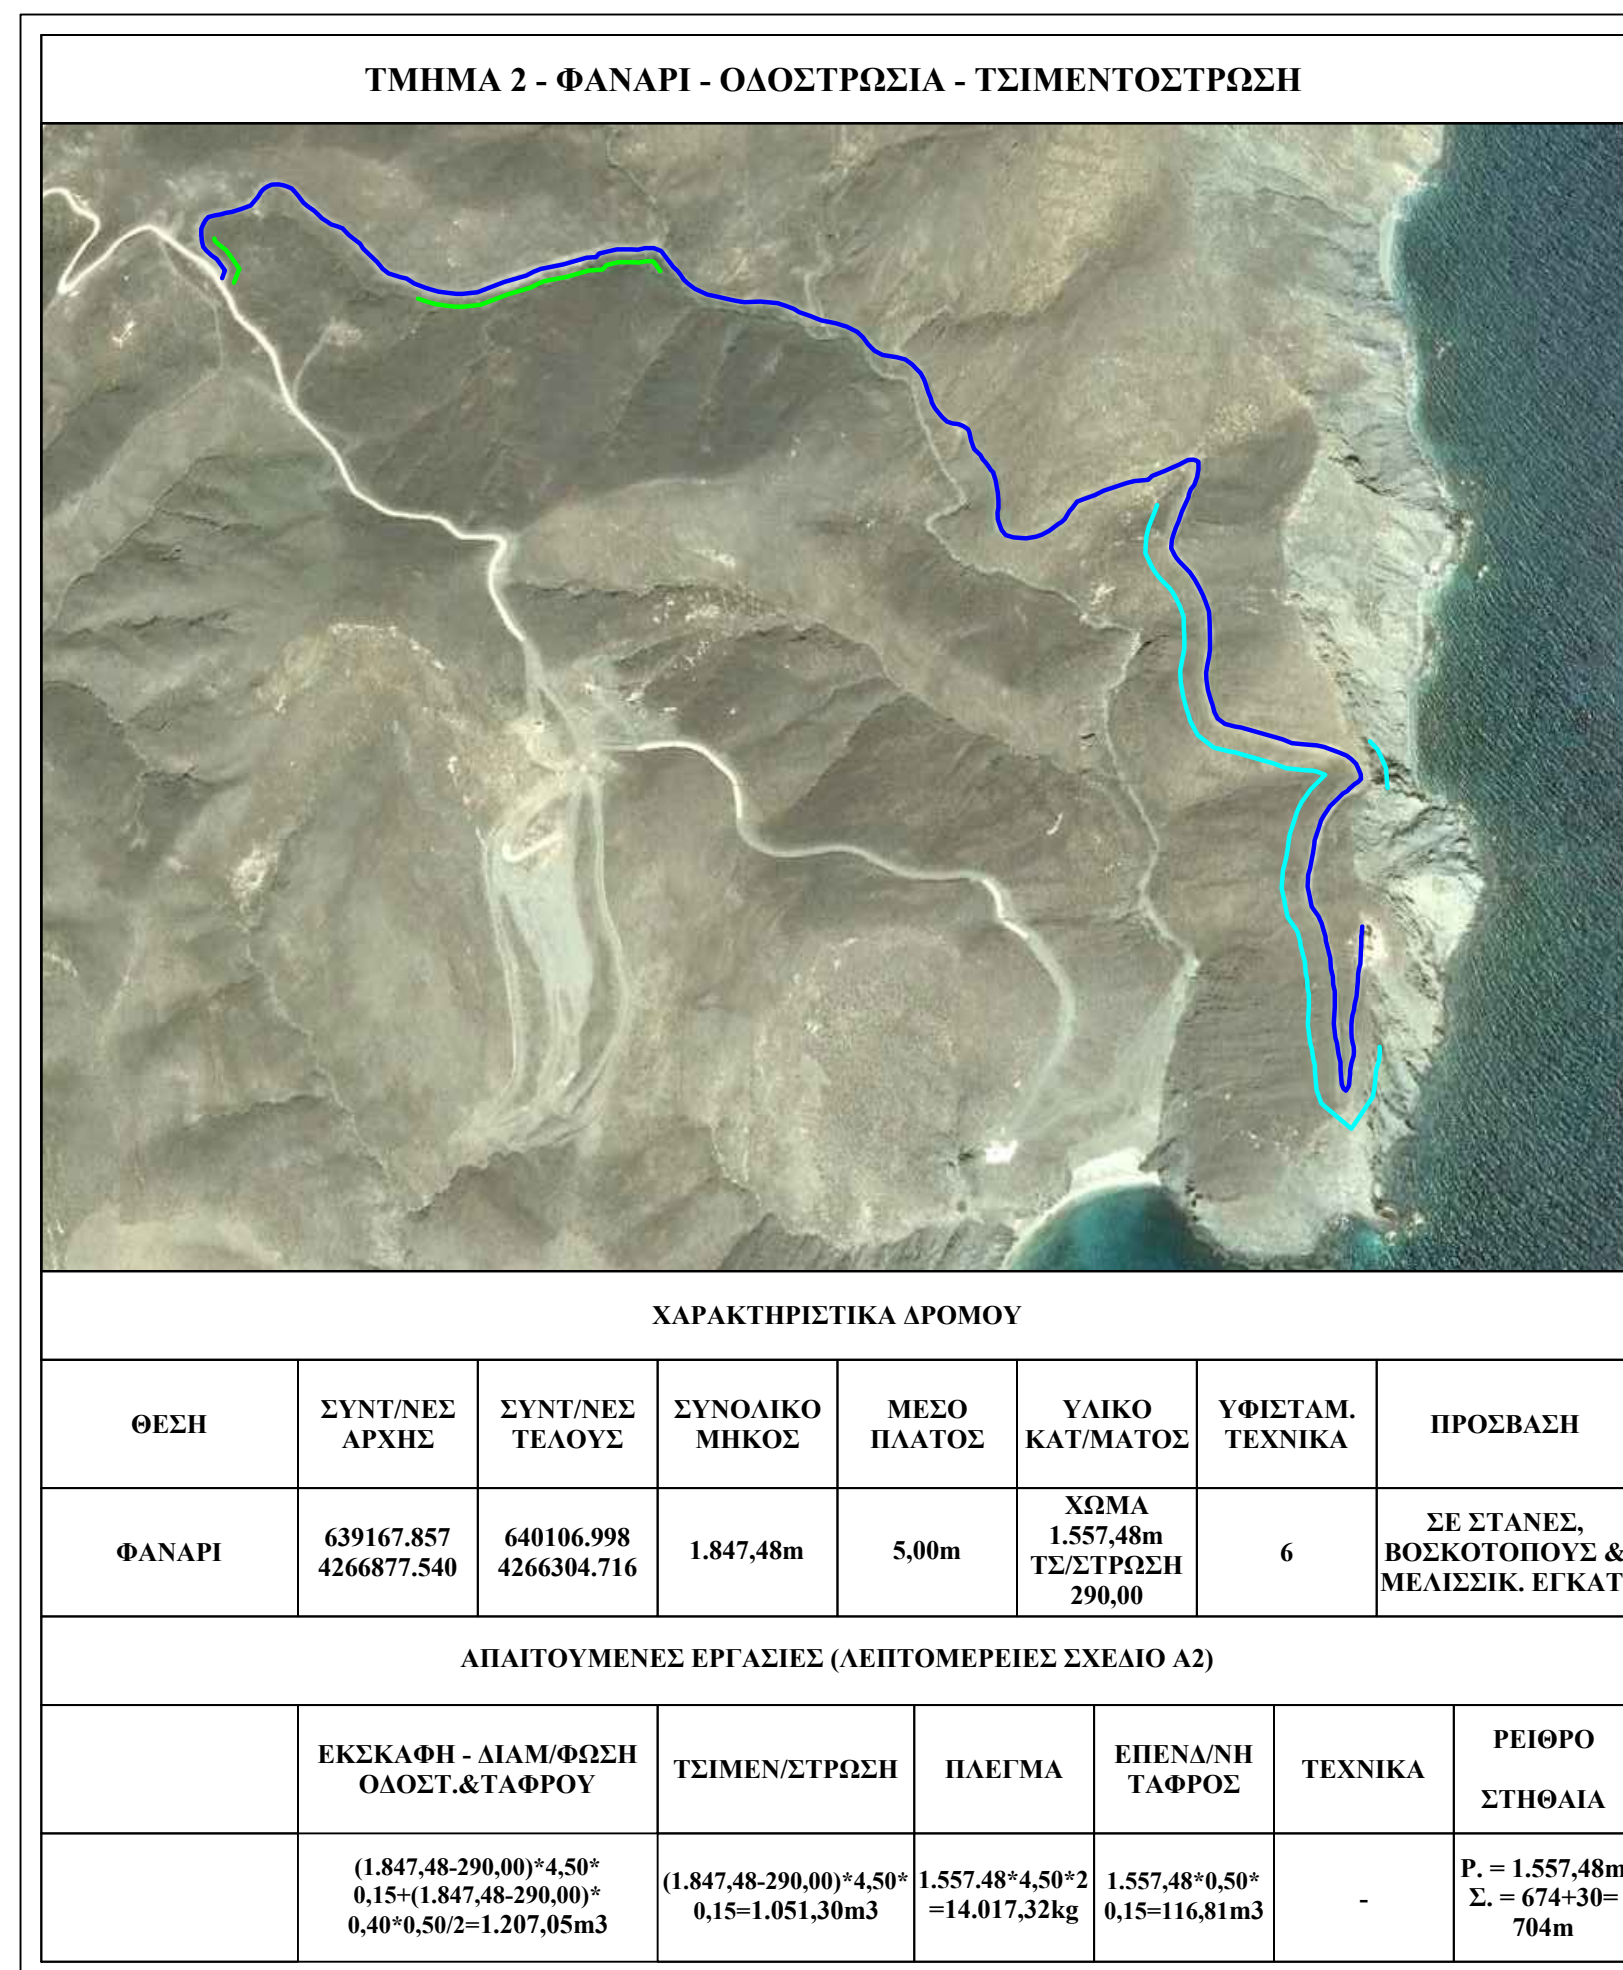 ΤΜΗΜΑ 2 - ΦΑΝΑΡΙ - ΟΔΟΣΤΡΩΣΙΑ - ΤΣΙΜΕΝΤΟΣΤΡΩΣΗ
ΧΑΡΑΚΤΗΡΙΣΤΙΚΑ ΔΡΟΜΟΥ
ΘΕΣΗ
ΣΥΝΤ/ΝΕΣ
ΑΡΧΗΣ
ΣΥΝΤ/ΝΕΣ
ΤΕΛΟΥΣ
ΣΥΝΟΛΙΚΟ
ΜΗΚΟΣ
ΜΕΣΟ
ΠΛΑΤΟΣ
ΥΛΙΚΟ
ΚΑΤ/ΜΑΤΟΣ
ΥΦΙΣΤΑΜ.
ΤΕΧΝΙΚΑ
ΠΡΟΣΒΑΣΗ
ΦΑΝΑΡΙ
639167.857
4266877.540
640106.998
4266304.716
1.847,48m
5,00m
ΧΩΜΑ
1.557,48m
ΤΣ/ΣΤΡΩΣΗ
290,00
6
ΣΕ ΣΤΑΝΕΣ,
ΒΟΣΚΟΤΟΠΟΥΣ &
ΜΕΛΙΣΣΙΚ. ΕΓΚΑΤ
ΑΠΑΙΤΟΥΜΕΝΕΣ ΕΡΓΑΣΙΕΣ (ΛΕΠΤΟΜΕΡΕΙΕΣ ΣΧΕΔΙΟ Α2)
ΕΚΣΚΑΦΗ - ΔΙΑΜ/ΦΩΣΗ
ΟΔΟΣΤ.&ΤΑΦΡΟΥ
ΤΣΙΜΕΝ/ΣΤΡΩΣΗ
ΠΛΕΓΜΑ
ΕΠΕΝΔ/ΝΗ
ΤΑΦΡΟΣ
ΤΕΧΝΙΚΑ
ΡΕΙΘΡΟ
ΣΤΗΘΑΙΑ
(1.847,48-290,00)*4,50*
0,15+(1.847,48-290,00)*
0,40*0,50/2=1.207,05m3
(1.847,48-290,00)*4,50*
0,15=1.051,30m3
1.557.48*4,50*2
=14.017,32kg
1.557,48*0,50*
0,15=116,81m3
-
Ρ. = 1.557,48m
Σ. = 674+30=
704m